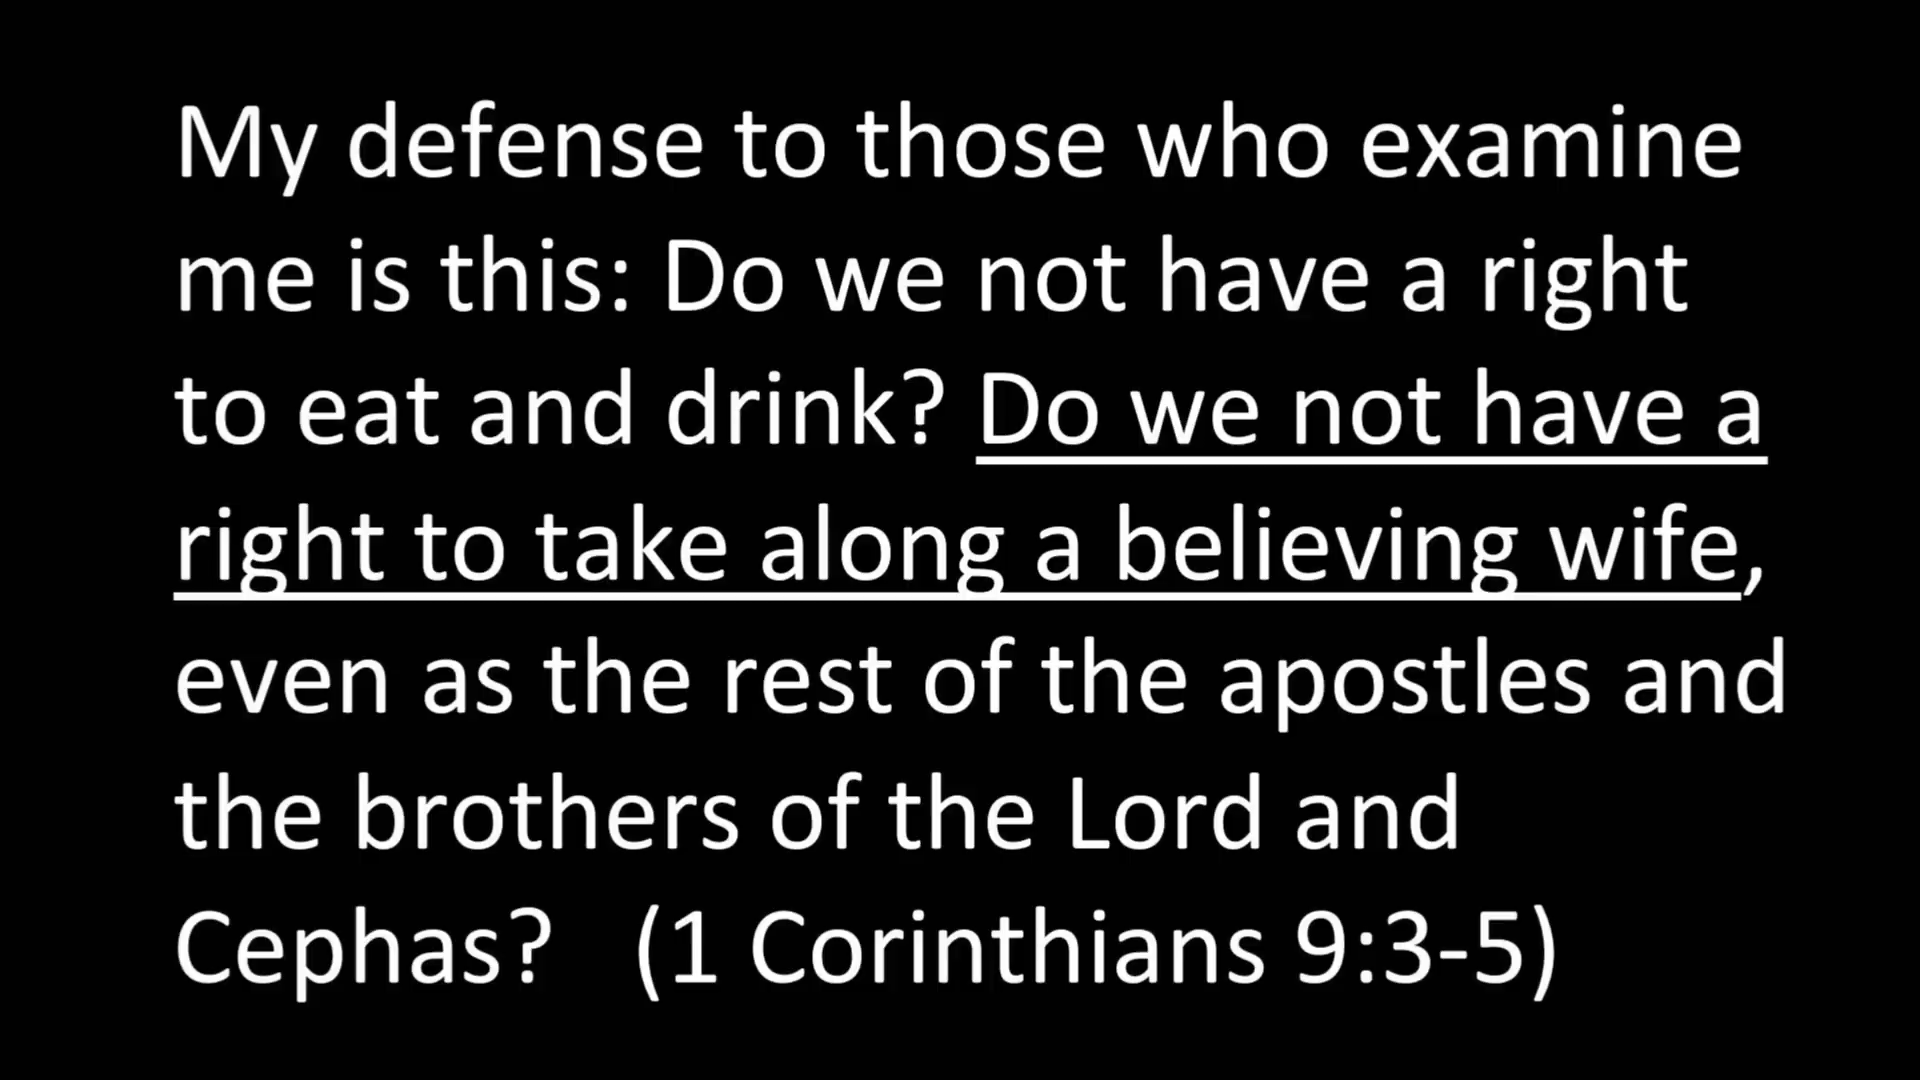 My defense to those who examine
me is this: Do we not have a right
to eat and drink? Do we not have a
right to take along a believing wife,
even as the rest of the apostles and
the brothers of the Lord and
Cephas? (1 Corinthians 9:3-5)